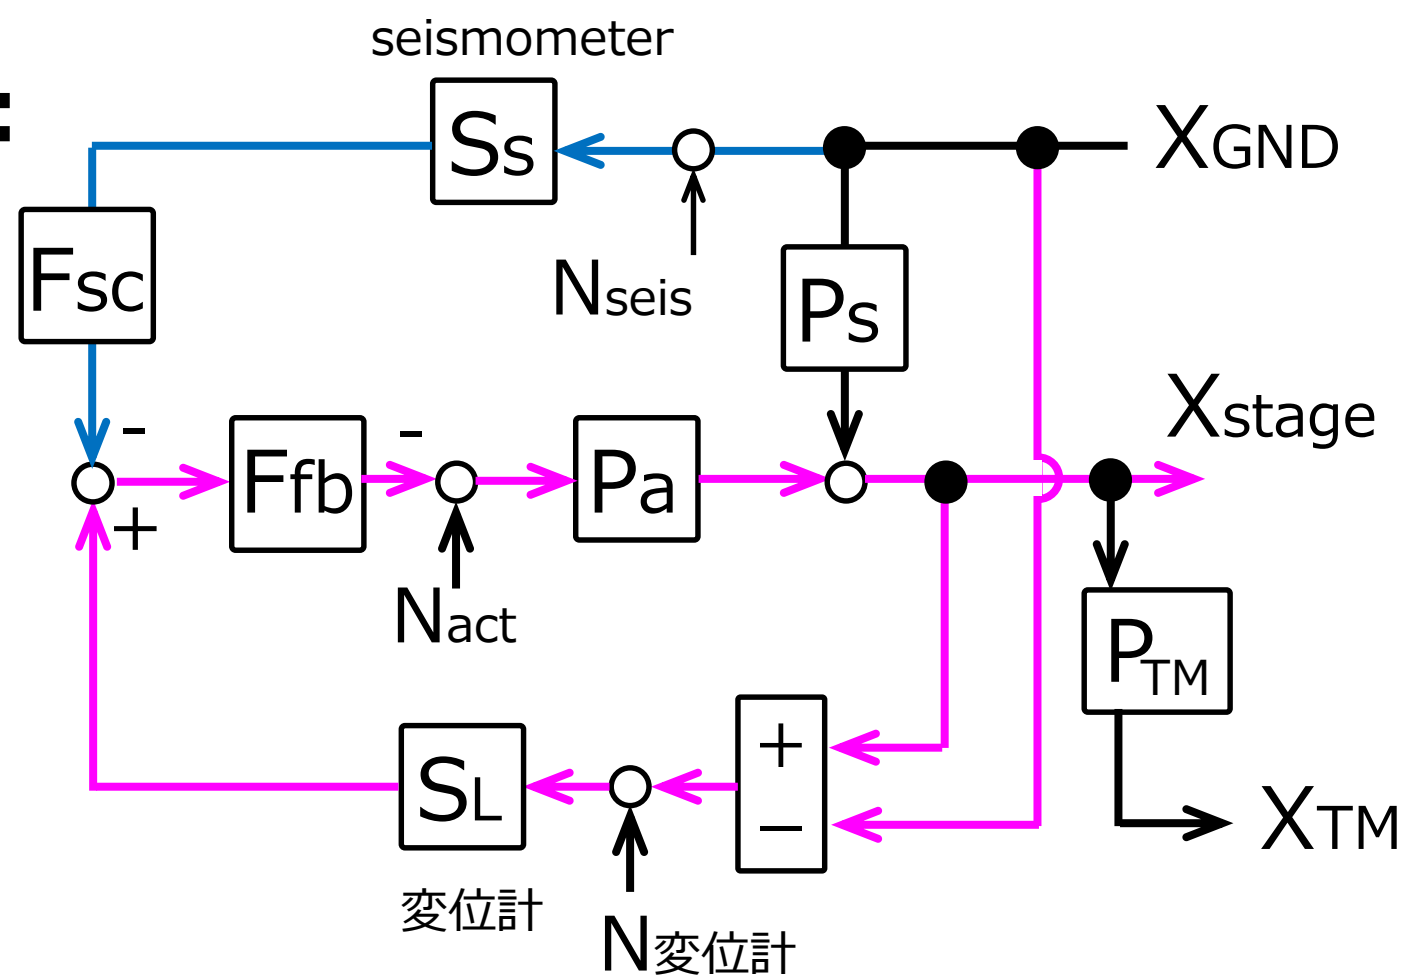 seismometer
Ss
XGND
Fsc
Nseis
Ps
Xstage
-
-
+
Ffb
Pa
Nact
PTM
+
−
SL
XTM
変位計
N変位計